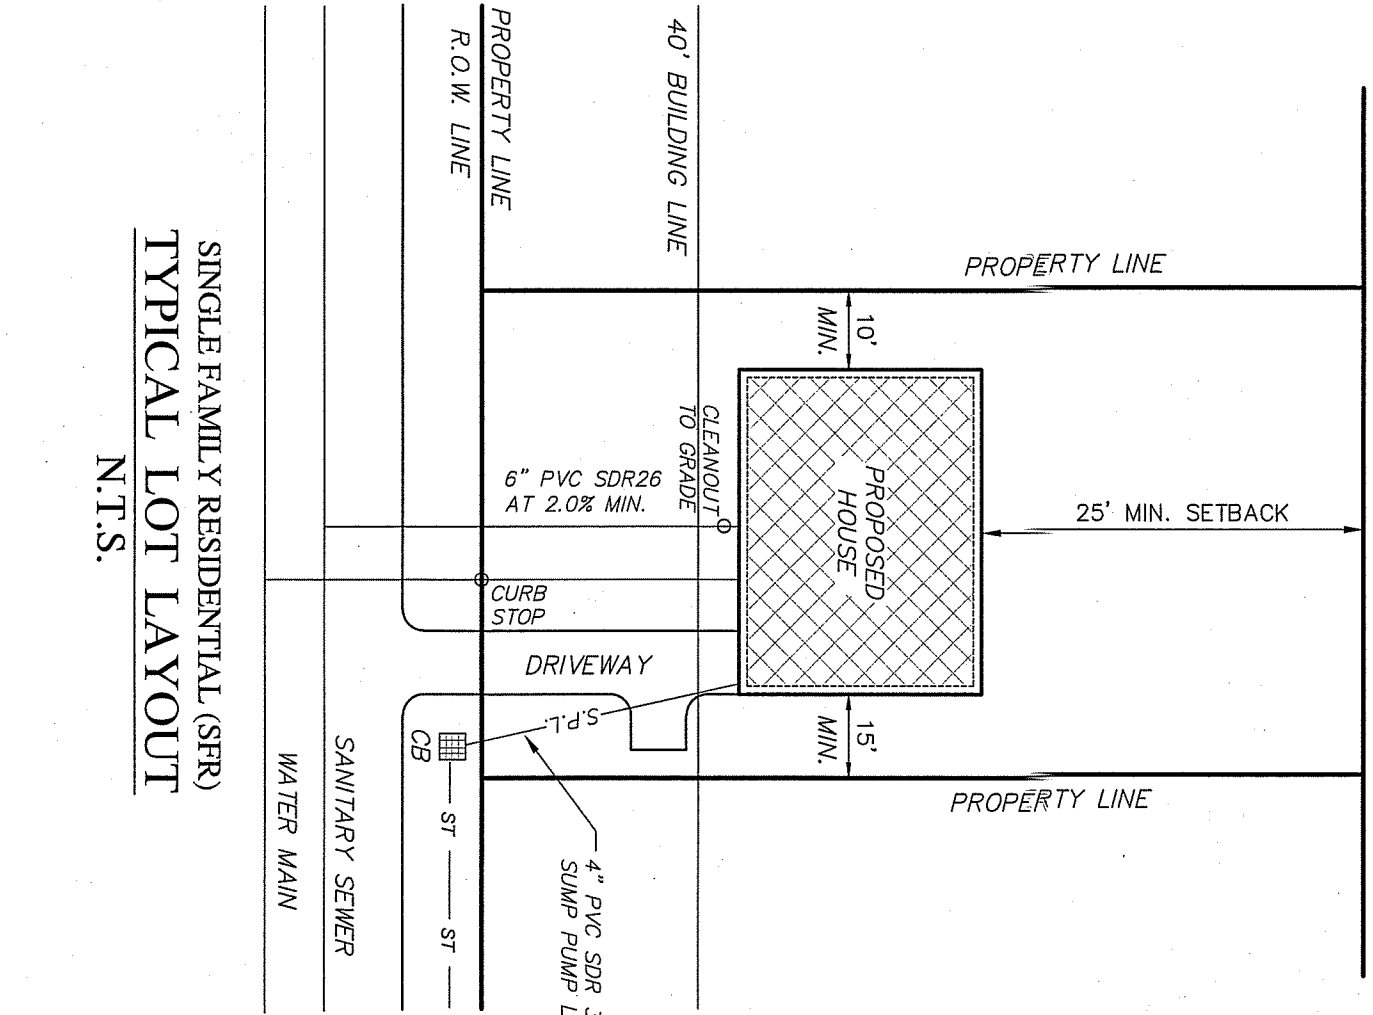 PROPERTY LINE
R.O.W. LINE
40' BUILDING LINE
PROPERTY LINE
10'
MIN.
CLEANOUT
TO GRADE
6" PVC SDR26
AT 2.0% MIN.
PROPOSED
HOUSE
25' MIN. SETBACK
CURB
STOP
DRIVEWAY
S.P.L.
15'
MIN.
PROPERTY LINE
CB
ST
ST
4" PVC SDR
SUMP PUMP
SANITARY SEWER
WATER MAIN
SINGLE FAMILY RESIDENTIAL (SFR)
TYPICAL LOT LAYOUT
N.T.S.